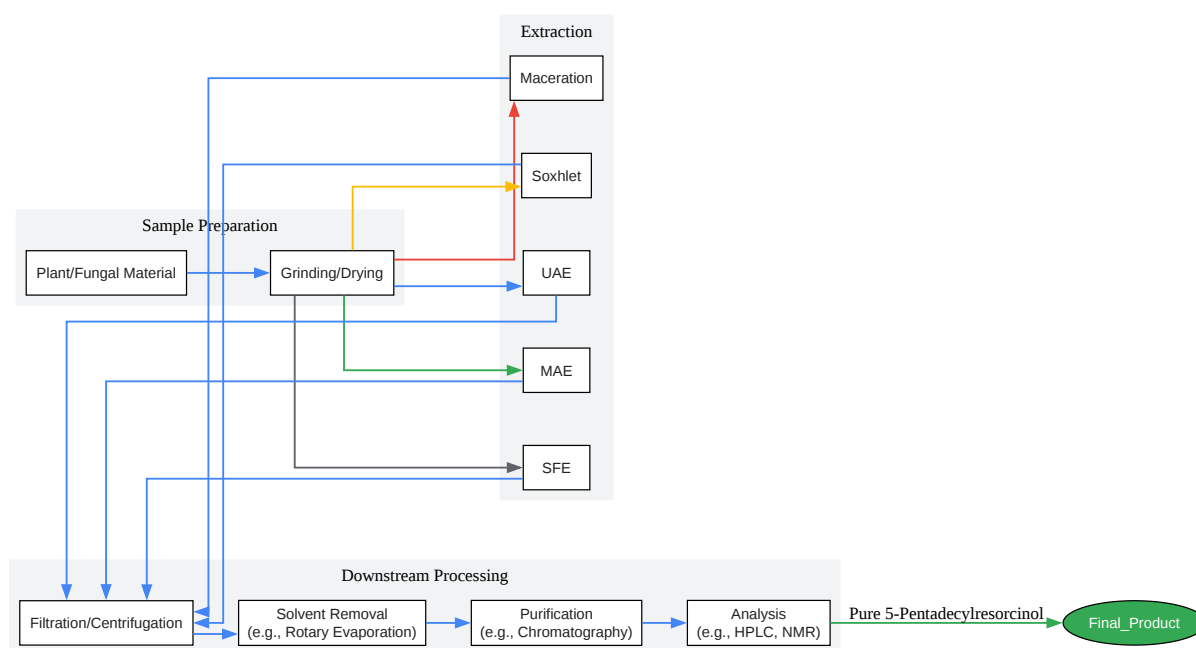 Extraction
Maceration
Soxhlet
Sample Preparation
Plant/Fungal Material
Grinding/Drying
UAE
MAE
SFE
Downstream Processing
Filtration/Centrifugation
Solvent Removal
(e.g., Rotary Evaporation)
Purification
(e.g., Chromatography)
Analysis
(e.g., HPLC, NMR)
Pure 5-Pentadecylresorcinol
Final_Product